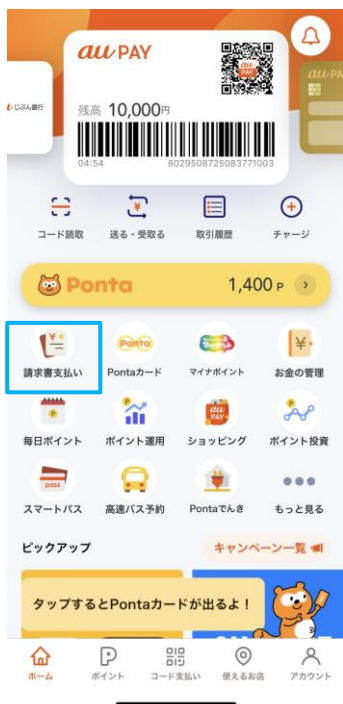 au PAY
au PAY
au PAY
じぶん銀行
残高 10,000円
04:54 8029508725083771003
コード読取 送る・受取る 取引履歴 チャージ
Ponta 1,400 P
Ponta
請求書支払い Pontaカード マイナポイント お金の管理
au PAY
毎日ポイント ポイント運用 ショッピング ポイント投資
pass
スマートパス 高速バス予約 Pontaでんき もっと見る
ピックアップ キャンペーン一覧
タップするとPontaカードが出るよ！
ホーム ポイント コード支払い 使えるお店 アカウント